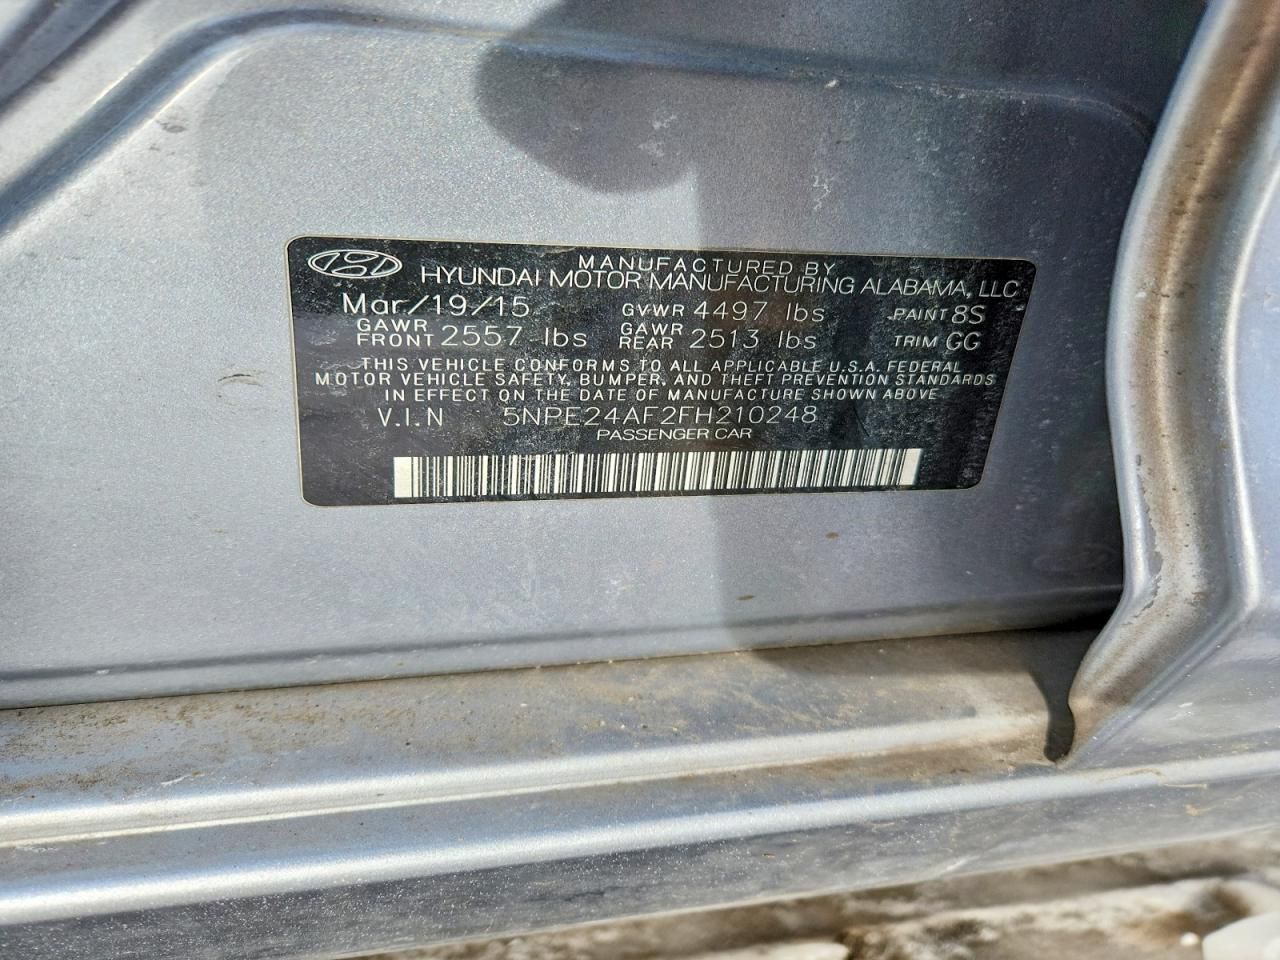 MANUFACTURED BY
HYUNDAI MOTOR MANUFACTURING ALABAMA, LLC
Mar/19/15 GVWR 4497 lbs PAINT 8S
GAWR FRONT 2557 lbs GAWR REAR 2513 lbs TRIM GG
THIS VEHICLE CONFORMS TO ALL APPLICABLE U.S.A. FEDERAL
MOTOR VEHICLE SAFETY, BUMPER, AND THEFT PREVENTION STANDARDS
IN EFFECT ON THE DATE OF MANUFACTURE SHOWN ABOVE
V.I.N 5NPE24AF2FH210248
PASSENGER CAR